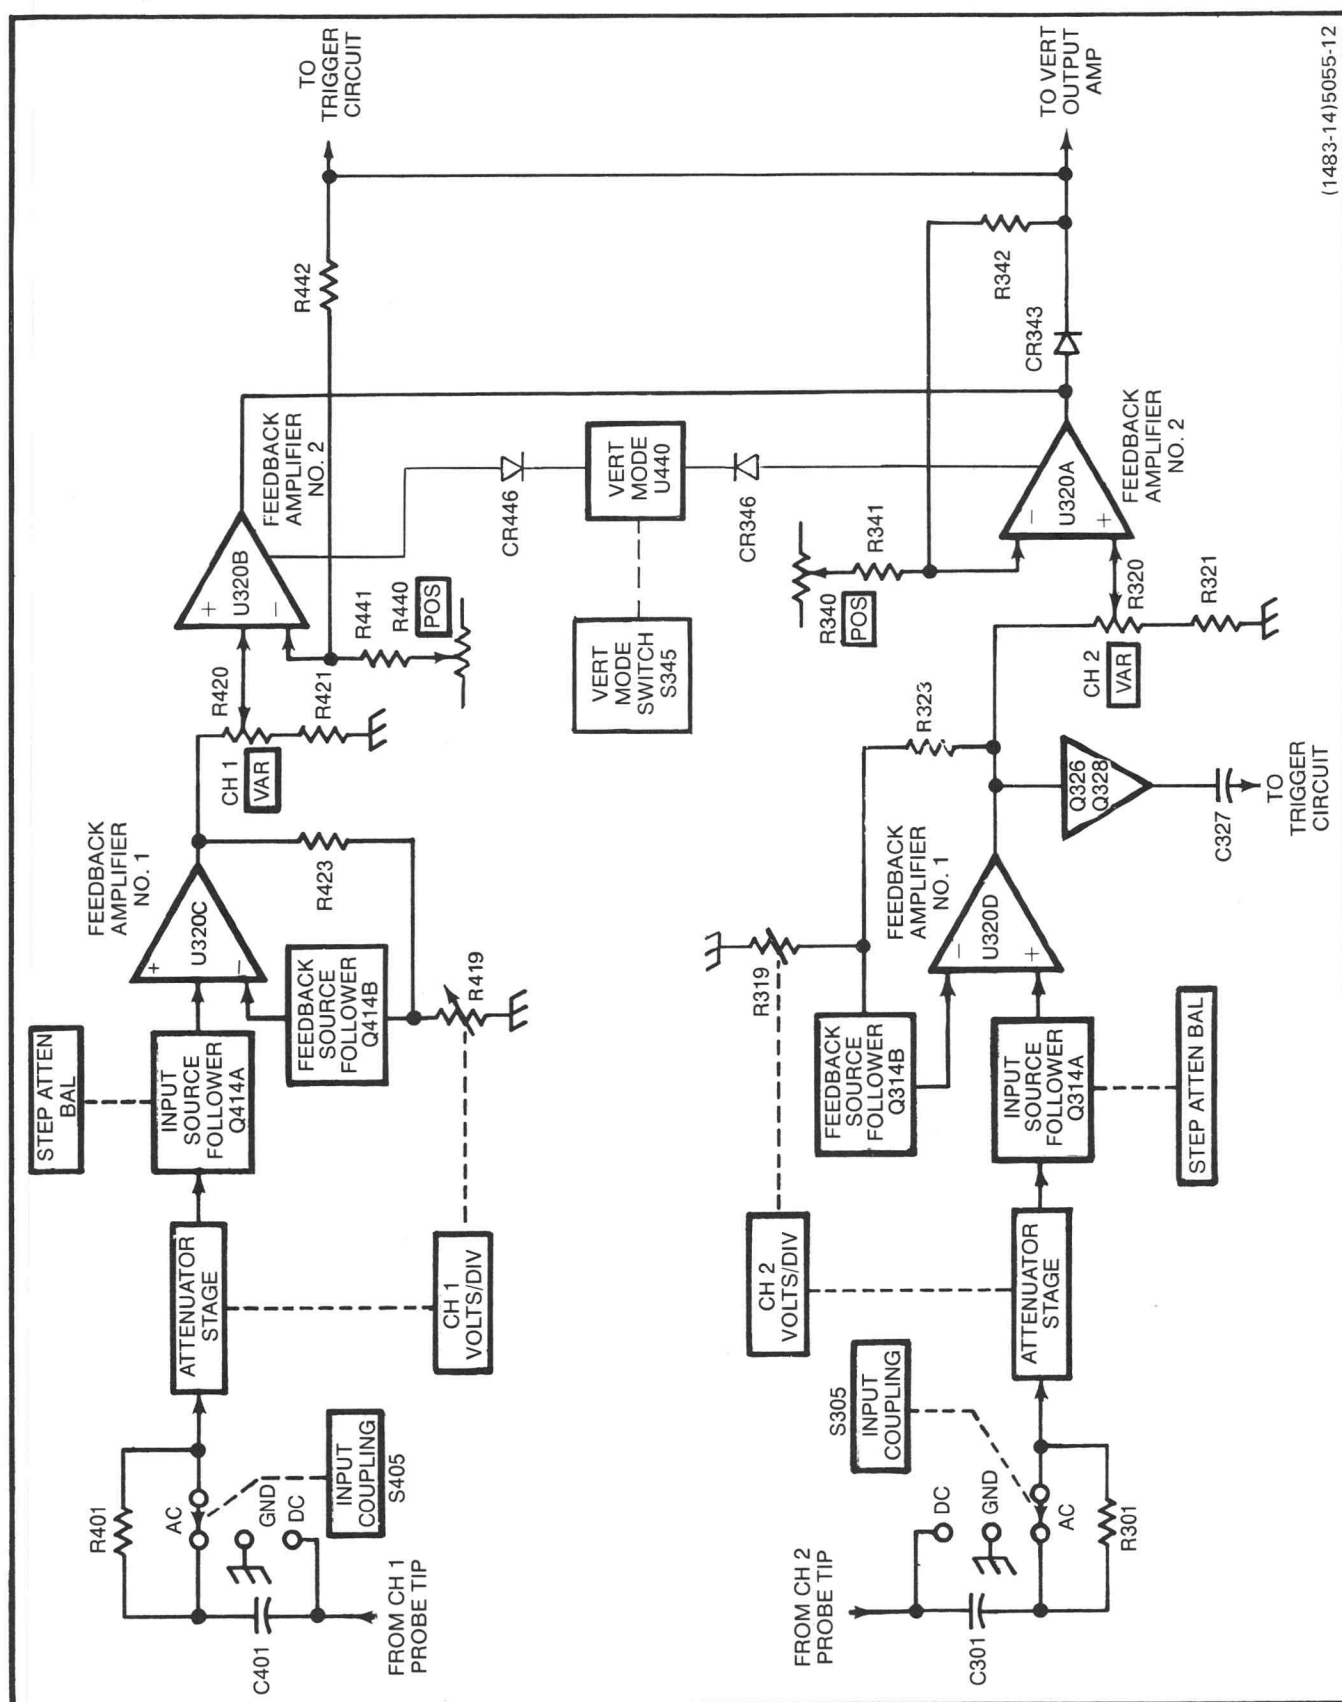 R401
AC
GND
DC
C401
FROM CH 1
PROBE TIP
INPUT
COUPLING
S405
ATTENUATOR
STAGE
CH 1
VOLTS/DIV
STEP ATTEN
BAL
INPUT
SOURCE
FOLLOWER
Q414A
FEEDBACK
SOURCE
FOLLOWER
Q414B
R419
FEEDBACK
AMPLIFIER
NO. 1
+
U320C
−
R423
CH 1
VAR
R420
R421
+
U320B
−
R441
R440
POS
FEEDBACK
AMPLIFIER
NO. 2
R442
TO
TRIGGER
CIRCUIT
CR446
VERT
MODE
U440
VERT
MODE
SWITCH
S345
CR346
FROM CH 2
PROBE TIP
C301
DC
GND
AC
R301
S305
INPUT
COUPLING
CH 2
VOLTS/DIV
ATTENUATOR
STAGE
R319
FEEDBACK
SOURCE
FOLLOWER
Q314B
INPUT
SOURCE
FOLLOWER
Q314A
STEP ATTEN BAL
FEEDBACK
AMPLIFIER
NO. 1
−
U320D
+
R323
Q326
Q328
C327
TO
TRIGGER
CIRCUIT
CH 2
VAR
R320
R321
R340
POS
R341
−
U320A
+
FEEDBACK
AMPLIFIER
NO. 2
CR343
R342
TO VERT
OUTPUT
AMP
(1483-14)5055-12